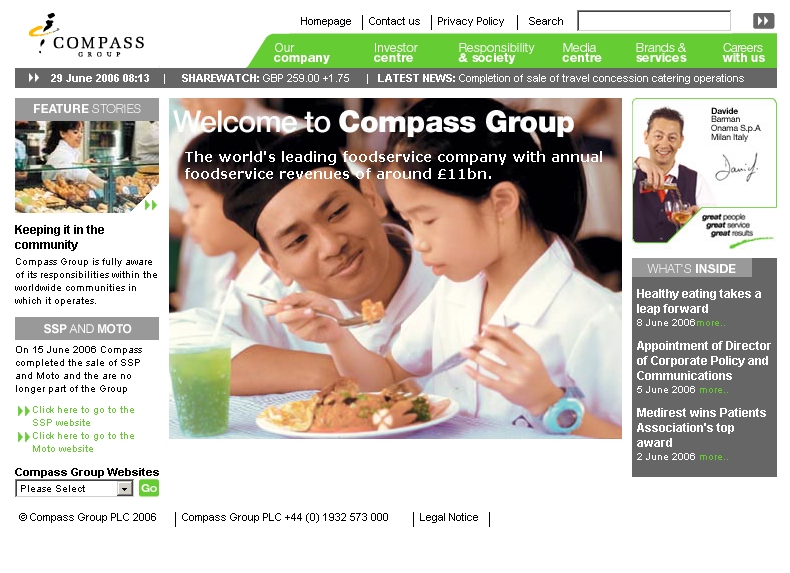 Homepage
Contact us
Privacy Policy
Search
COMPASS
GROUP
Our
company
Investor
centre
Responsibility
& society
Media
centre
Brands &
services
Careers
with us
29 June 2006 08:13 | SHAREWATCH: GBP 259.00 +1.75 | LATEST NEWS: Completion of sale of travel concession catering operations
FEATURE STORIES
Keeping it in the
community
Compass Group is fully aware
of its responsibilities within the
worldwide communities in
which it operates.
SSP AND MOTO
On 15 June 2006 Compass
completed the sale of SSP
and Moto and the are no
longer part of the Group
Click here to go to the
SSP website
Click here to go to the
Moto website
Compass Group Websites
Please Select
Go
Welcome to Compass Group
The world's leading foodservice company with annual
foodservice revenues of around £11bn.
Davide
Barman
Onama S.p.A
Milan Italy
great people
great service
great results
WHAT'S INSIDE
Healthy eating takes a
leap forward
8 June 2006more..
Appointment of Director
of Corporate Policy and
Communications
5 June 2006 more..
Medirest wins Patients
Association's top
award
2 June 2006 more..
© Compass Group PLC 2006
Compass Group PLC +44 (0) 1932 573 000
Legal Notice